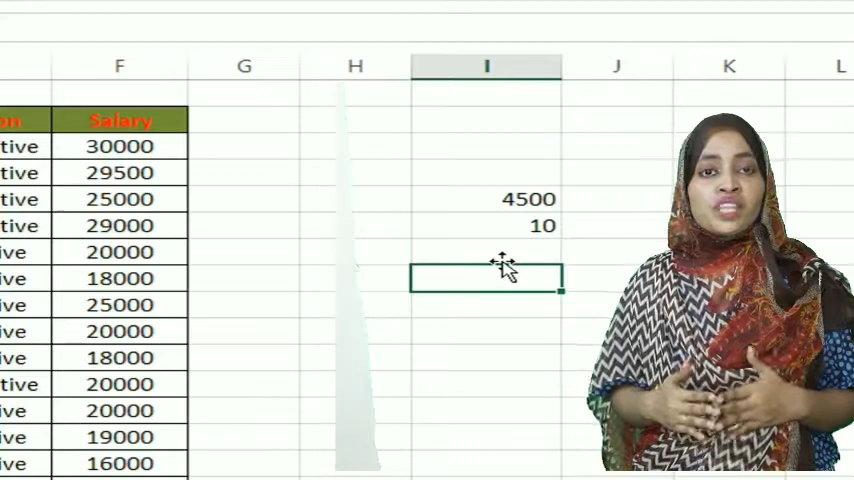 F G H I J K L
on Salary
tive 30000
tive 29500
tive 25000 4500
tive 29000 10
ive 20000
ive 18000
ive 25000
ive 20000
ive 18000
tive 20000
ive 20000
ive 19000
ive 16000